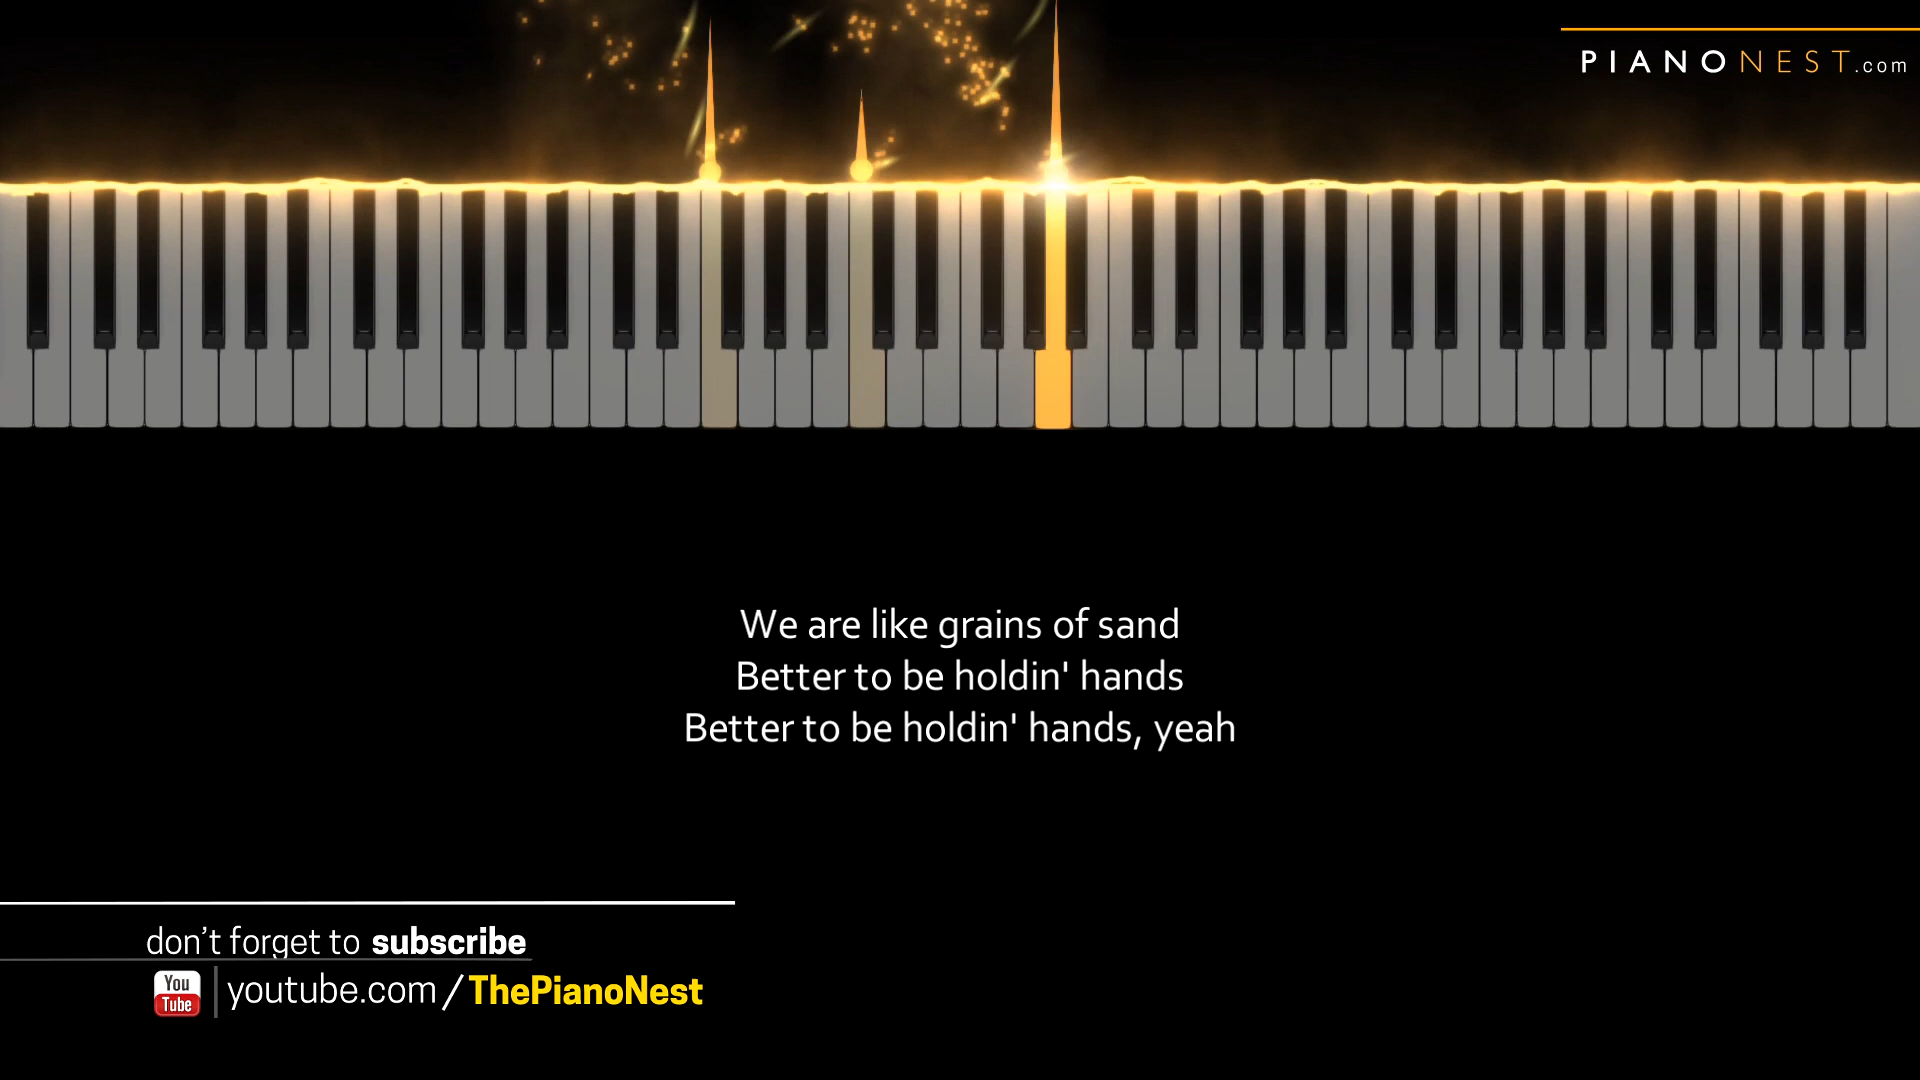 PIANONEST.com
We are like grains of sand
Better to be holdin' hands
Better to be holdin' hands, yeah
don't forget to subscribe
You
Tube
youtube.com/ThePianoNest